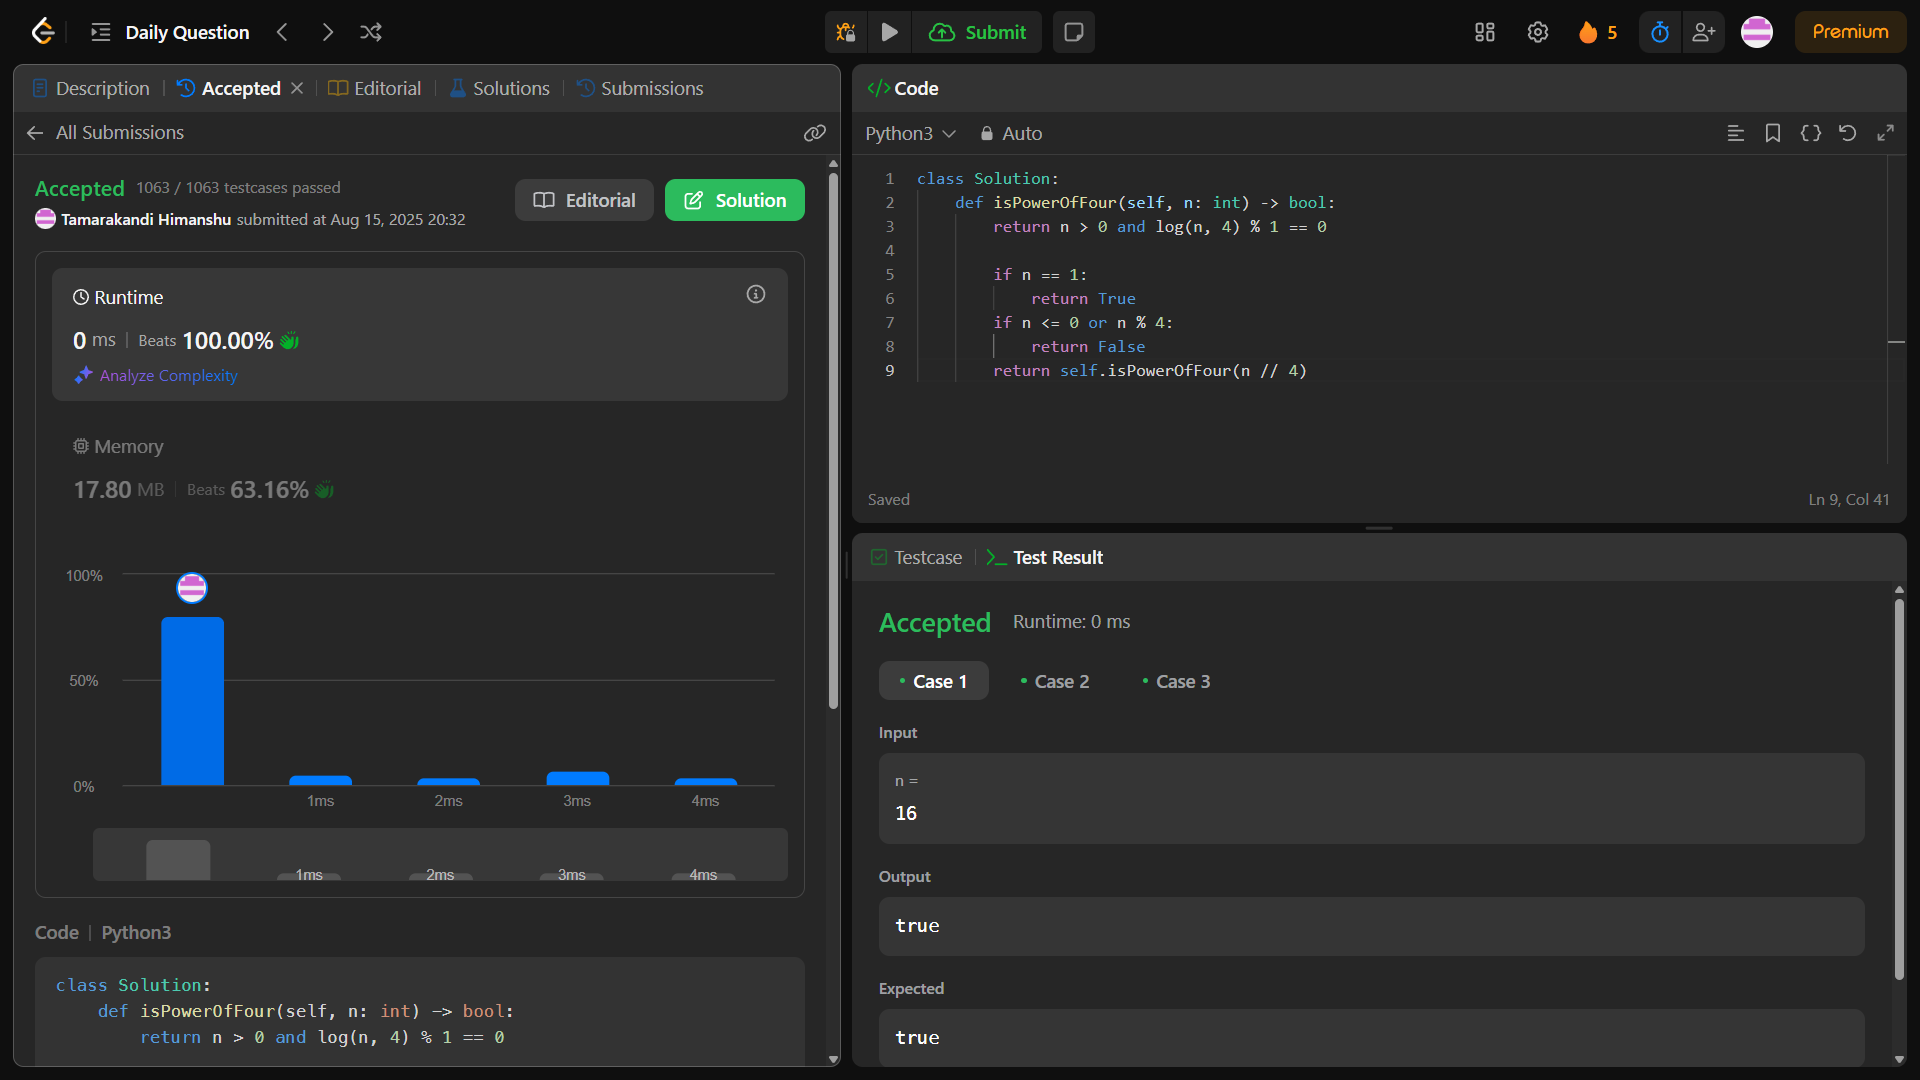 Daily Question
Submit
5
Premium
Description
Accepted
Editorial
Solutions
Submissions
All Submissions
Accepted 1063 / 1063 testcases passed
Tamarakandi Himanshu submitted at Aug 15, 2025 20:32
Editorial
Solution
Runtime
0 ms | Beats 100.00%
Analyze Complexity
Memory
17.80 MB | Beats 63.16%
100%
50%
0%
1ms 2ms 3ms 4ms
1ms 2ms 3ms 4ms
Code | Python3
class Solution:
    def isPowerOfFour(self, n: int) -> bool:
        return n > 0 and log(n, 4) % 1 == 0
</> Code
Python3 Auto
1 class Solution:
2     def isPowerOfFour(self, n: int) -> bool:
3         return n > 0 and log(n, 4) % 1 == 0
4
5         if n == 1:
6             return True
7         if n <= 0 or n % 4:
8             return False
9         return self.isPowerOfFour(n // 4)
Saved
Ln 9, Col 41
Testcase
Test Result
Accepted Runtime: 0 ms
Case 1
Case 2
Case 3
Input
n =
16
Output
true
Expected
true